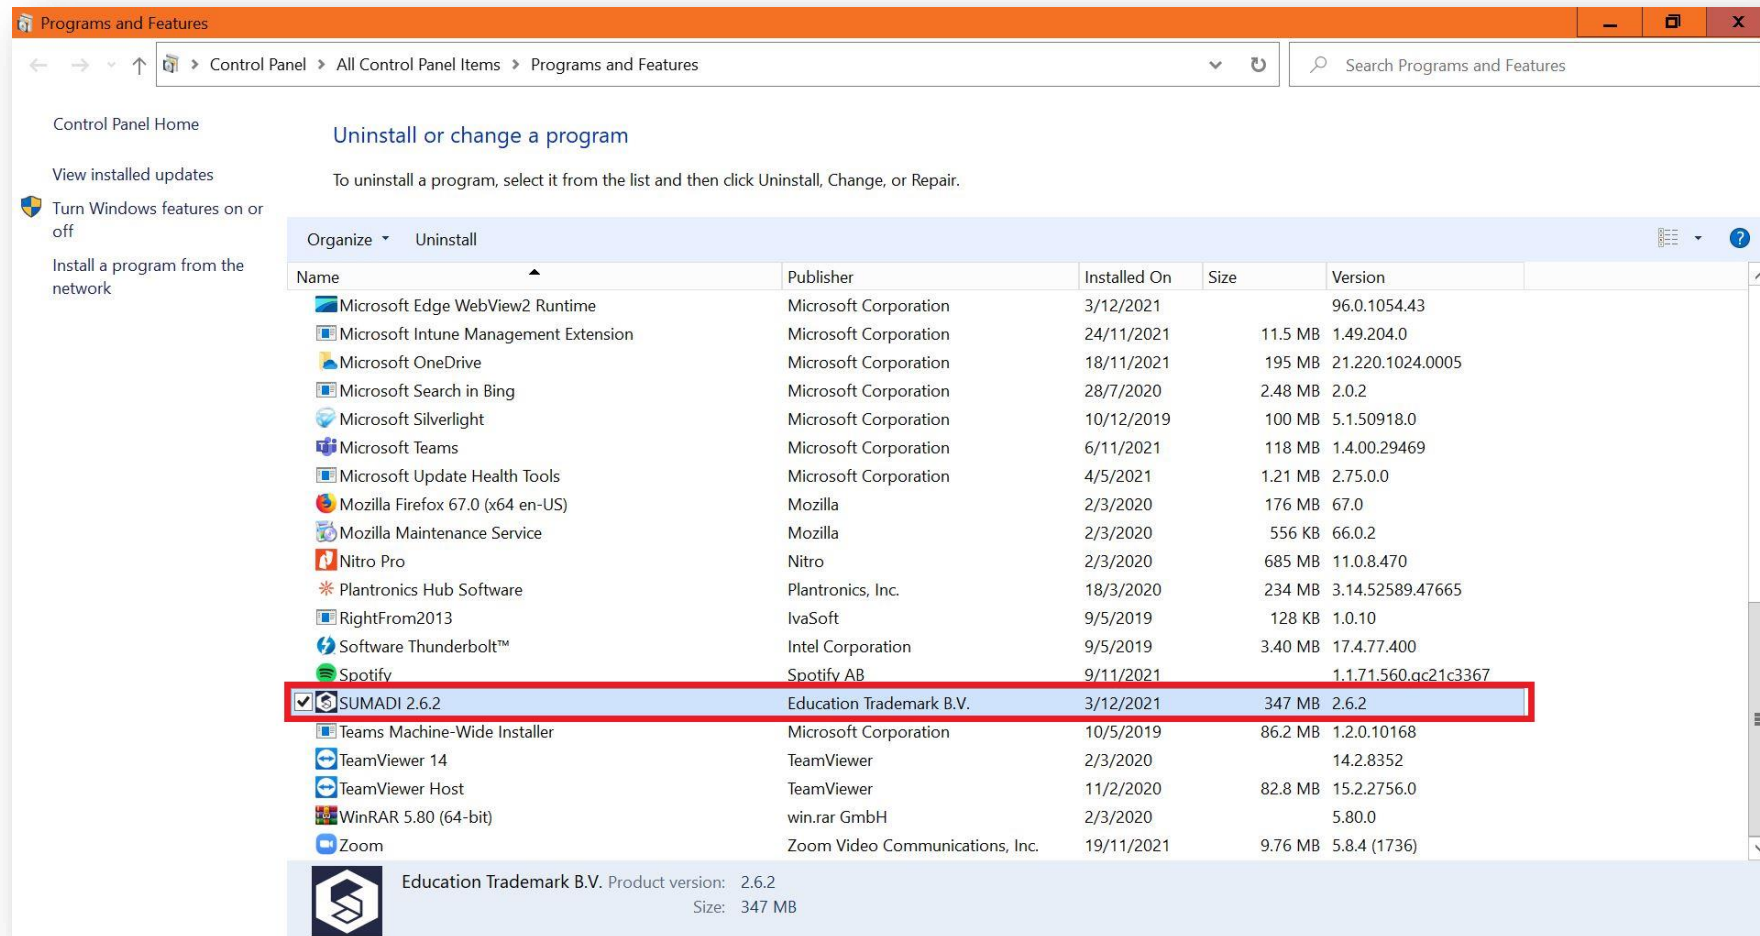 Programs and Features
Control Panel > All Control Panel Items > Programs and Features
Search Programs and Features
Control Panel Home
View installed updates
Turn Windows features on or
off
Install a program from the
network
Uninstall or change a program
To uninstall a program, select it from the list and then click Uninstall, Change, or Repair.
Organize Uninstall
Name Publisher Installed On Size Version
Microsoft Edge WebView2 Runtime Microsoft Corporation 3/12/2021 96.0.1054.43
Microsoft Intune Management Extension Microsoft Corporation 24/11/2021 11.5 MB 1.49.204.0
Microsoft OneDrive Microsoft Corporation 18/11/2021 195 MB 21.220.1024.0005
Microsoft Search in Bing Microsoft Corporation 28/7/2020 2.48 MB 2.0.2
Microsoft Silverlight Microsoft Corporation 10/12/2019 100 MB 5.1.50918.0
Microsoft Teams Microsoft Corporation 6/11/2021 118 MB 1.4.00.29469
Microsoft Update Health Tools Microsoft Corporation 4/5/2021 1.21 MB 2.75.0.0
Mozilla Firefox 67.0 (x64 en-US) Mozilla 2/3/2020 176 MB 67.0
Mozilla Maintenance Service Mozilla 2/3/2020 556 KB 66.0.2
Nitro Pro Nitro 2/3/2020 685 MB 11.0.8.470
Plantronics Hub Software Plantronics, Inc. 18/3/2020 234 MB 3.14.52589.47665
RightFrom2013 IvaSoft 9/5/2019 128 KB 1.0.10
Software Thunderbolt™ Intel Corporation 9/5/2019 3.40 MB 17.4.77.400
Spotify Spotify AB 9/11/2021 1.1.71.560.gc21c3367
SUMADI 2.6.2 Education Trademark B.V. 3/12/2021 347 MB 2.6.2
Teams Machine-Wide Installer Microsoft Corporation 10/5/2019 86.2 MB 1.2.0.10168
TeamViewer 14 TeamViewer 2/3/2020 14.2.8352
TeamViewer Host TeamViewer 11/2/2020 82.8 MB 15.2.2756.0
WinRAR 5.80 (64-bit) win.rar GmbH 2/3/2020 5.80.0
Zoom Zoom Video Communications, Inc. 19/11/2021 9.76 MB 5.8.4 (1736)
Education Trademark B.V. Product version: 2.6.2
Size: 347 MB